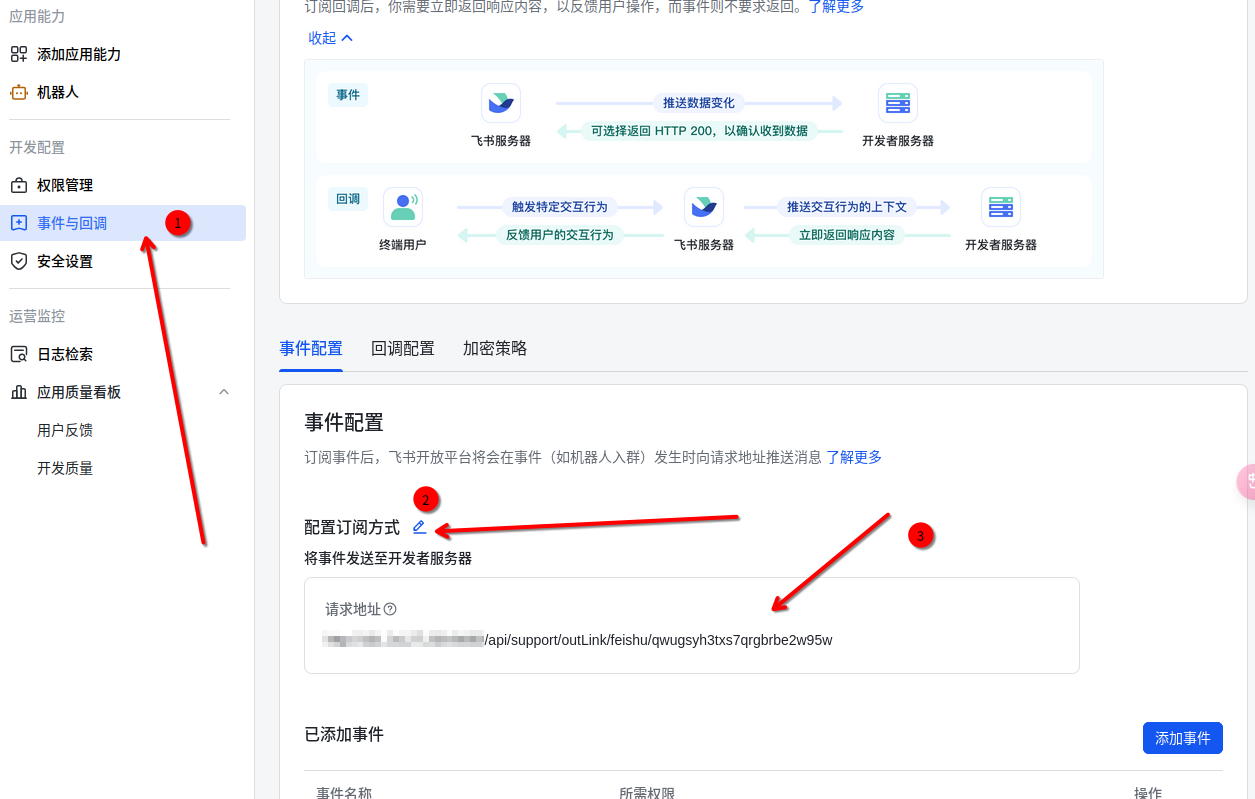 应用能力
添加应用能力
机器人
开发配置
权限管理
事件与回调
1
安全设置
运营监控
日志检索
应用质量看板
用户反馈
开发质量
订阅回调后，你需要立即返回响应内容，以反馈用户操作，而事件则不要求返回。了解更多
收起
事件
飞书服务器
推送数据变化
可选择返回 HTTP 200，以确认收到数据
开发者服务器
回调
终端用户
触发特定交互行为
反馈用户的交互行为
飞书服务器
推送交互行为的上下文
立即返回响应内容
开发者服务器
事件配置 回调配置 加密策略
事件配置
订阅事件后，飞书开放平台将会在事件（如机器人入群）发生时向请求地址推送消息 了解更多
2
配置订阅方式
3
将事件发送至开发者服务器
请求地址
/api/support/outLink/feishu/qwugsyh3txs7qrgbrbe2w95w
已添加事件
添加事件
事件名称 所需权限 操作